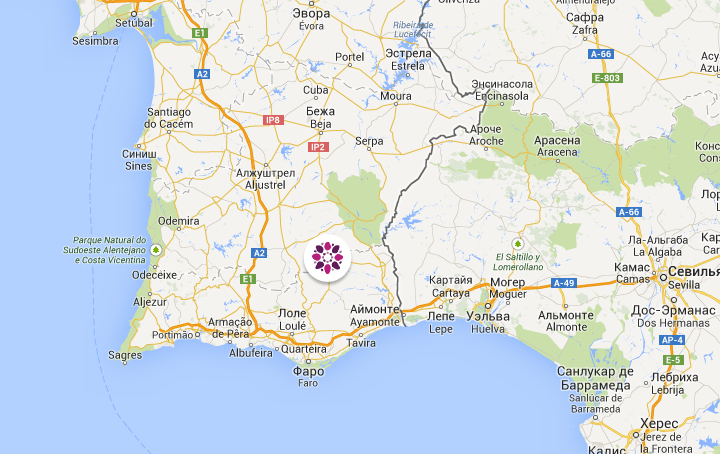 Setúbal
Sesimbra
E1
A2
Эвора
Évora
Ribeira de
Lucefécit
Сафра
Zafra
A-66
E-803
Portel
Эстрела
Estrela
Cuba
Moura
Энсинасола
Encinasola
Бежа
Beja
IP8
IP2
Serpa
Santiago
do Cacém
Синиш
Sines
Ароче
Aroche
Арасена
Aracena
Алжуштрел
Aljustrel
A-66
Odemira
Parque Natural do
Sudoeste Alentejano
e Costa Vicentina
A2
E1
Odeceixe
Aljezur
El Saltillo y
Lomerollano
Ла-Альгаба
La Algaba
Камас
Camas
Севилья
Sevilla
Картайя
Cartaya
Могер
Moguer
A-49
Лоле
Loulé
Аймонте
Ayamonte
Лепе
Lepe
Уэльва
Huelva
Альмонте
Almonte
Дос-Эрманас
Dos Hermanas
Armação
de Pêra
Portimão
Albufeira
Quarteira
Tavira
AP-4
E-5
Sagres
Фаро
Faro
Санлукар де
Баррамеда
Sanlúcar de
Barrameda
Лебриха
Lebrija
Херес
Jerez de
la Frontera
Кадис